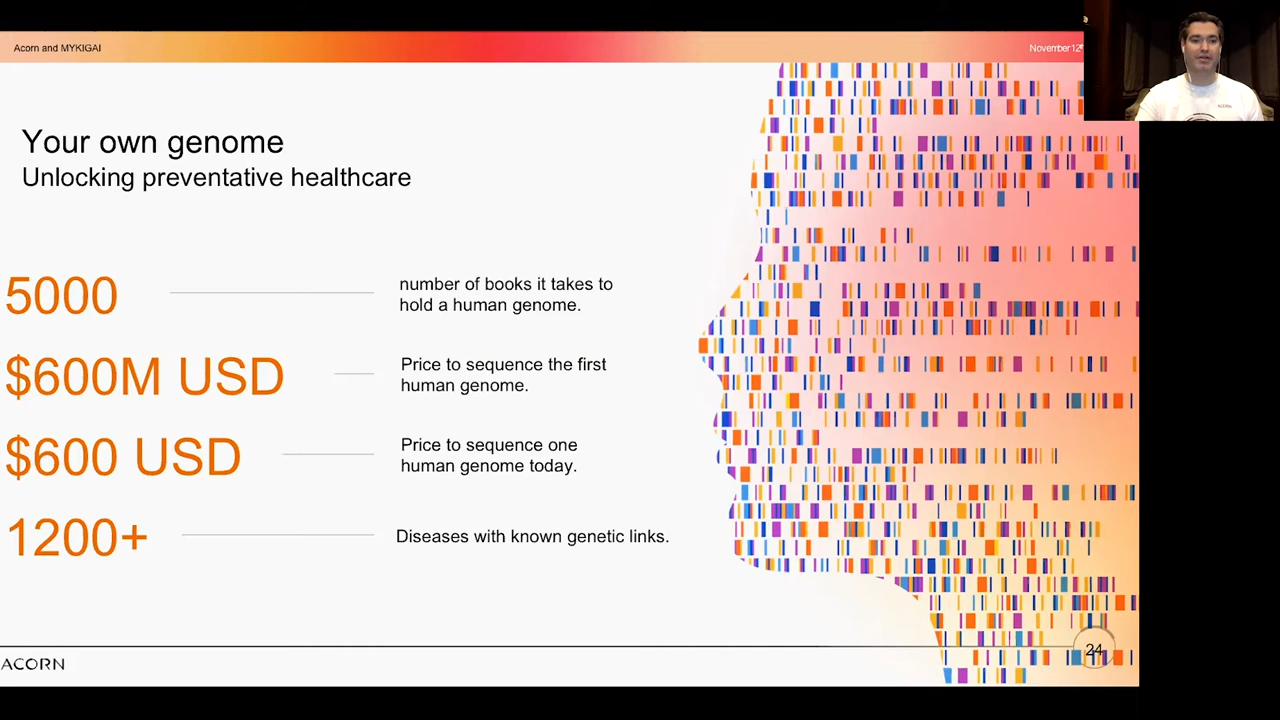 Acorn and MYKIGAI
November 12
Your own genome
Unlocking preventative healthcare
5000
number of books it takes to
hold a human genome.
$600M USD
Price to sequence the first
human genome.
$600 USD
Price to sequence one
human genome today.
1200+
Diseases with known genetic links.
ACORN
24
ACORN